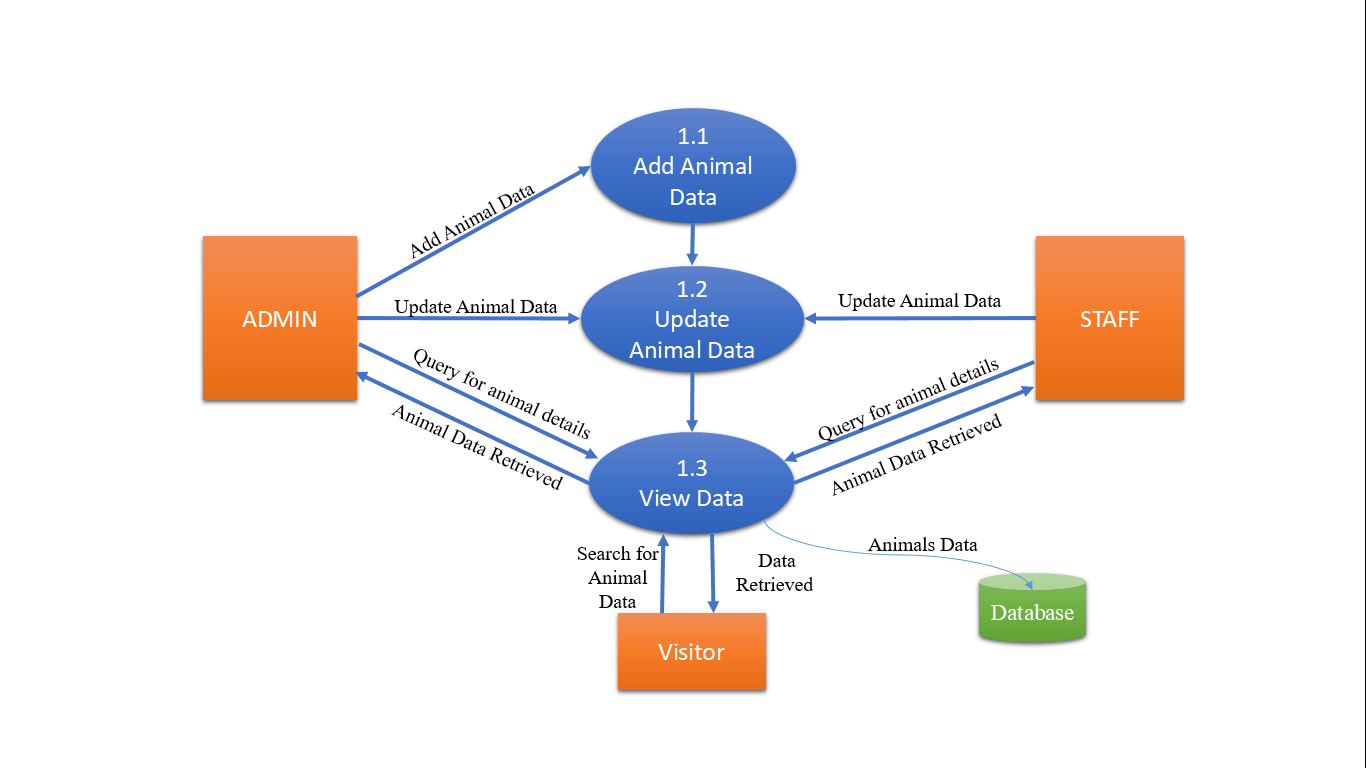 1.1
Add Animal
Data
Add Animal Data
ADMIN
Update Animal Data
1.2
Update
Animal Data
Update Animal Data
STAFF
Query for animal details
Animal Data Retrieved
Query for animal details
Animal Data Retrieved
1.3
View Data
Search for
Animal
Data
Data
Retrieved
Animals Data
Database
Visitor